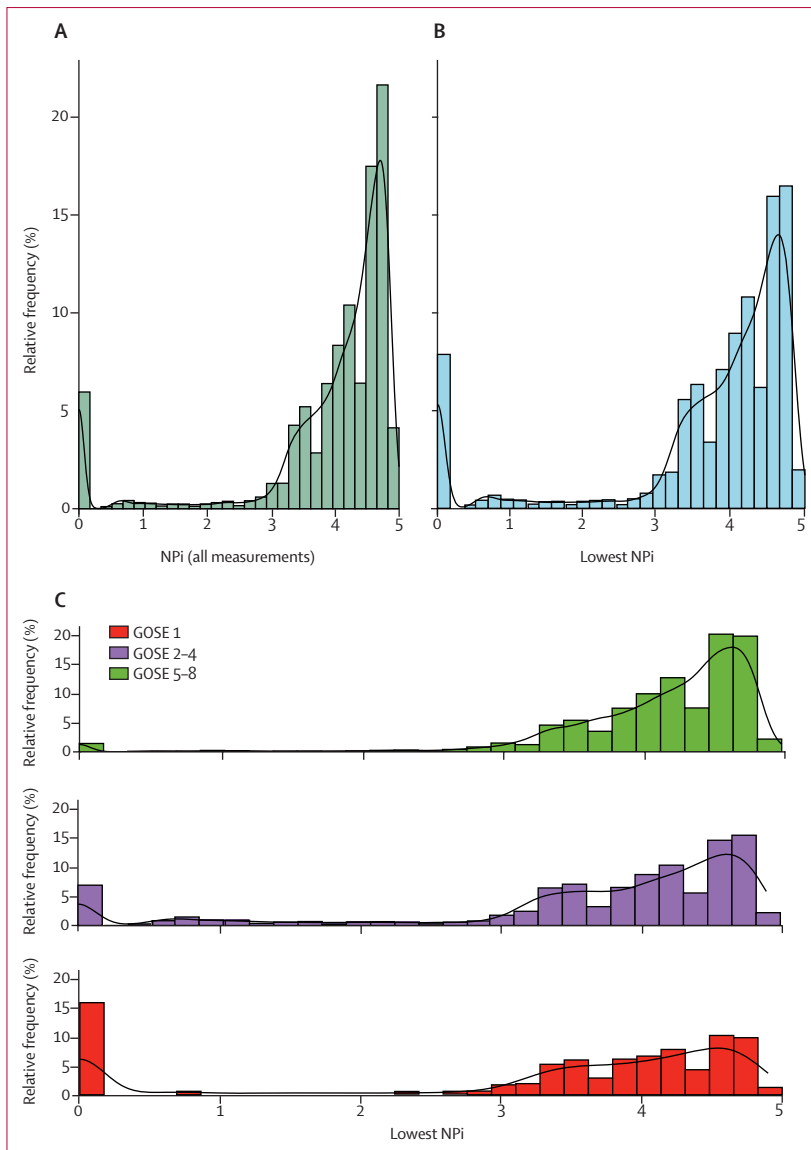 A
B
Relative frequency (%)
20
15
10
5
0
0 1 2 3 4 5
0 1 2 3 4 5
NPi (all measurements)
Lowest NPi
C
GOSE 1
GOSE 2–4
GOSE 5–8
Relative frequency (%)
20
15
10
5
0
Relative frequency (%)
20
15
10
5
0
Relative frequency (%)
20
15
10
5
0
0 1 2 3 4 5
Lowest NPi